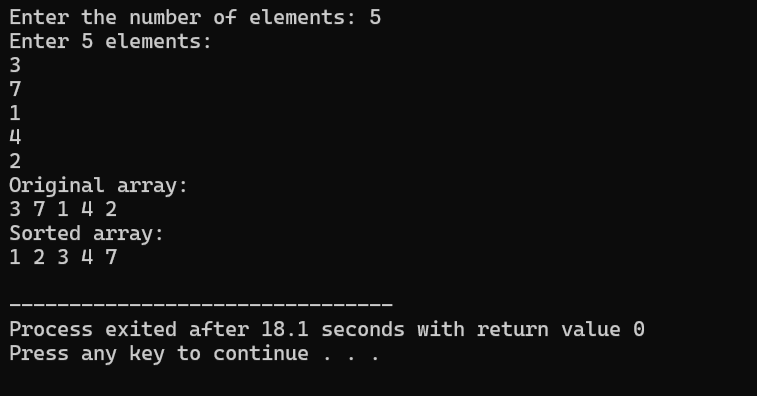 Enter the number of elements: 5
Enter 5 elements:
3
7
1
4
2
Original array:
3 7 1 4 2
Sorted array:
1 2 3 4 7
--------------------------------
Process exited after 18.1 seconds with return value 0
Press any key to continue . . .